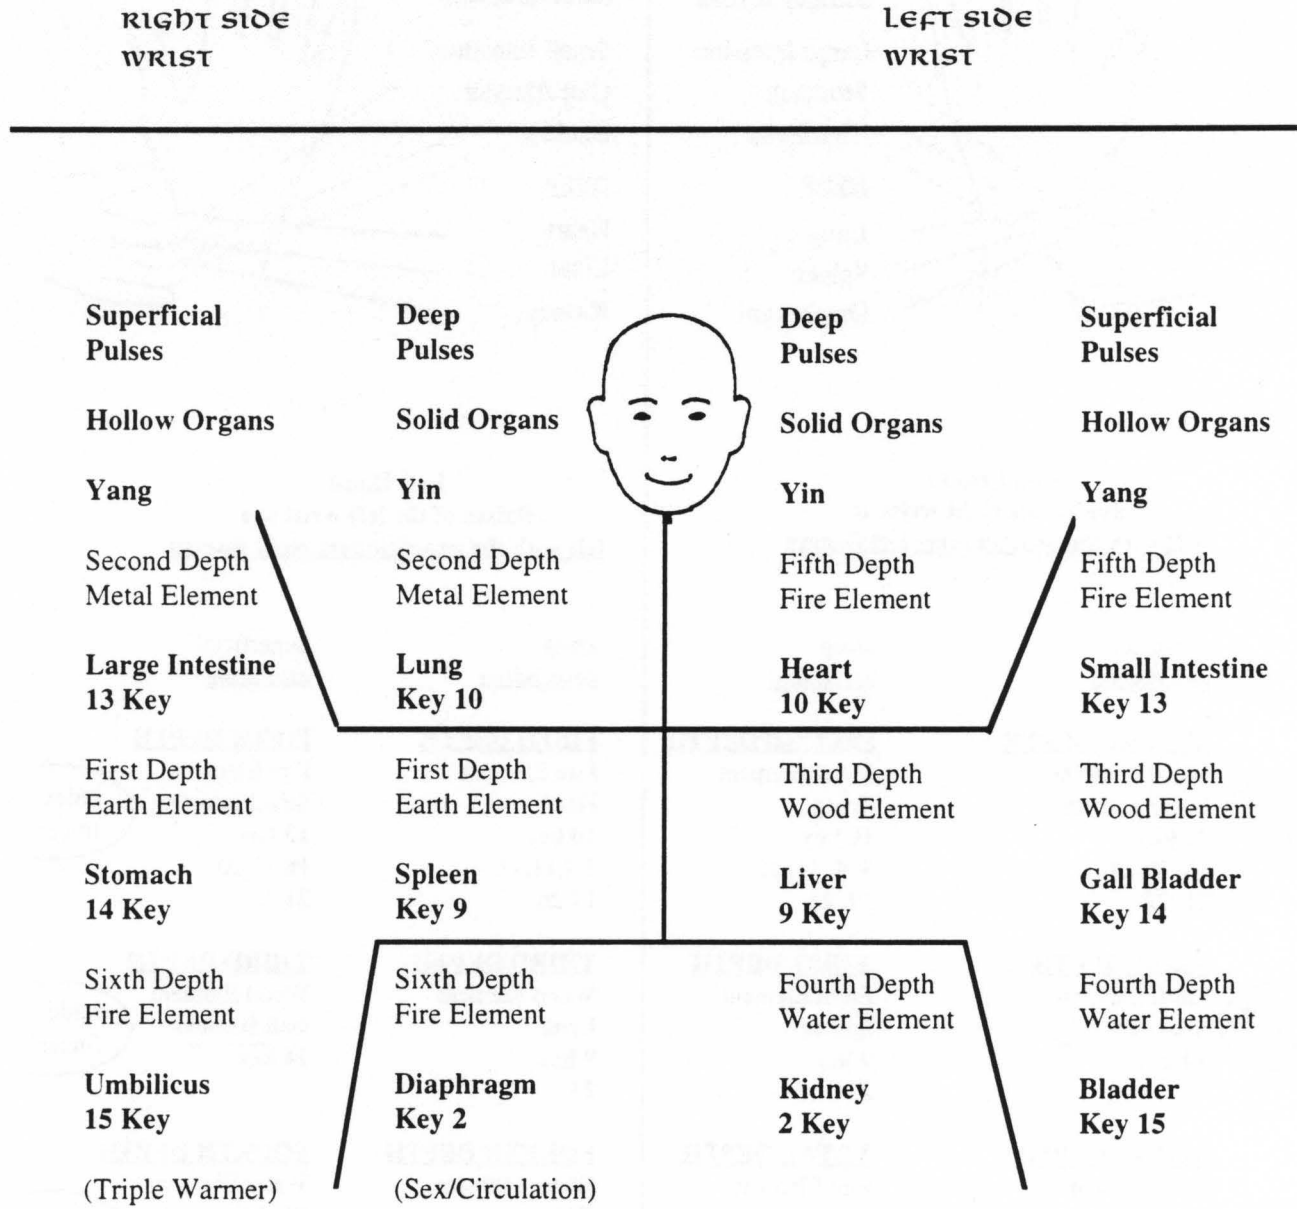 RIGHT SIDE
WRIST
LEFT SIDE
WRIST
Superficial
Pulses
Deep
Pulses
Deep
Pulses
Superficial
Pulses
Hollow Organs
Solid Organs
Solid Organs
Hollow Organs
Yang
Yin
Yin
Yang
Second Depth
Metal Element
Second Depth
Metal Element
Fifth Depth
Fire Element
Fifth Depth
Fire Element
Large Intestine
13 Key
Lung
Key 10
Heart
10 Key
Small Intestine
Key 13
First Depth
Earth Element
First Depth
Earth Element
Third Depth
Wood Element
Third Depth
Wood Element
Stomach
14 Key
Spleen
Key 9
Liver
9 Key
Gall Bladder
Key 14
Sixth Depth
Fire Element
Sixth Depth
Fire Element
Fourth Depth
Water Element
Fourth Depth
Water Element
Umbilicus
15 Key
Diaphragm
Key 2
Kidney
2 Key
Bladder
Key 15
(Triple Warmer)
(Sex/Circulation)